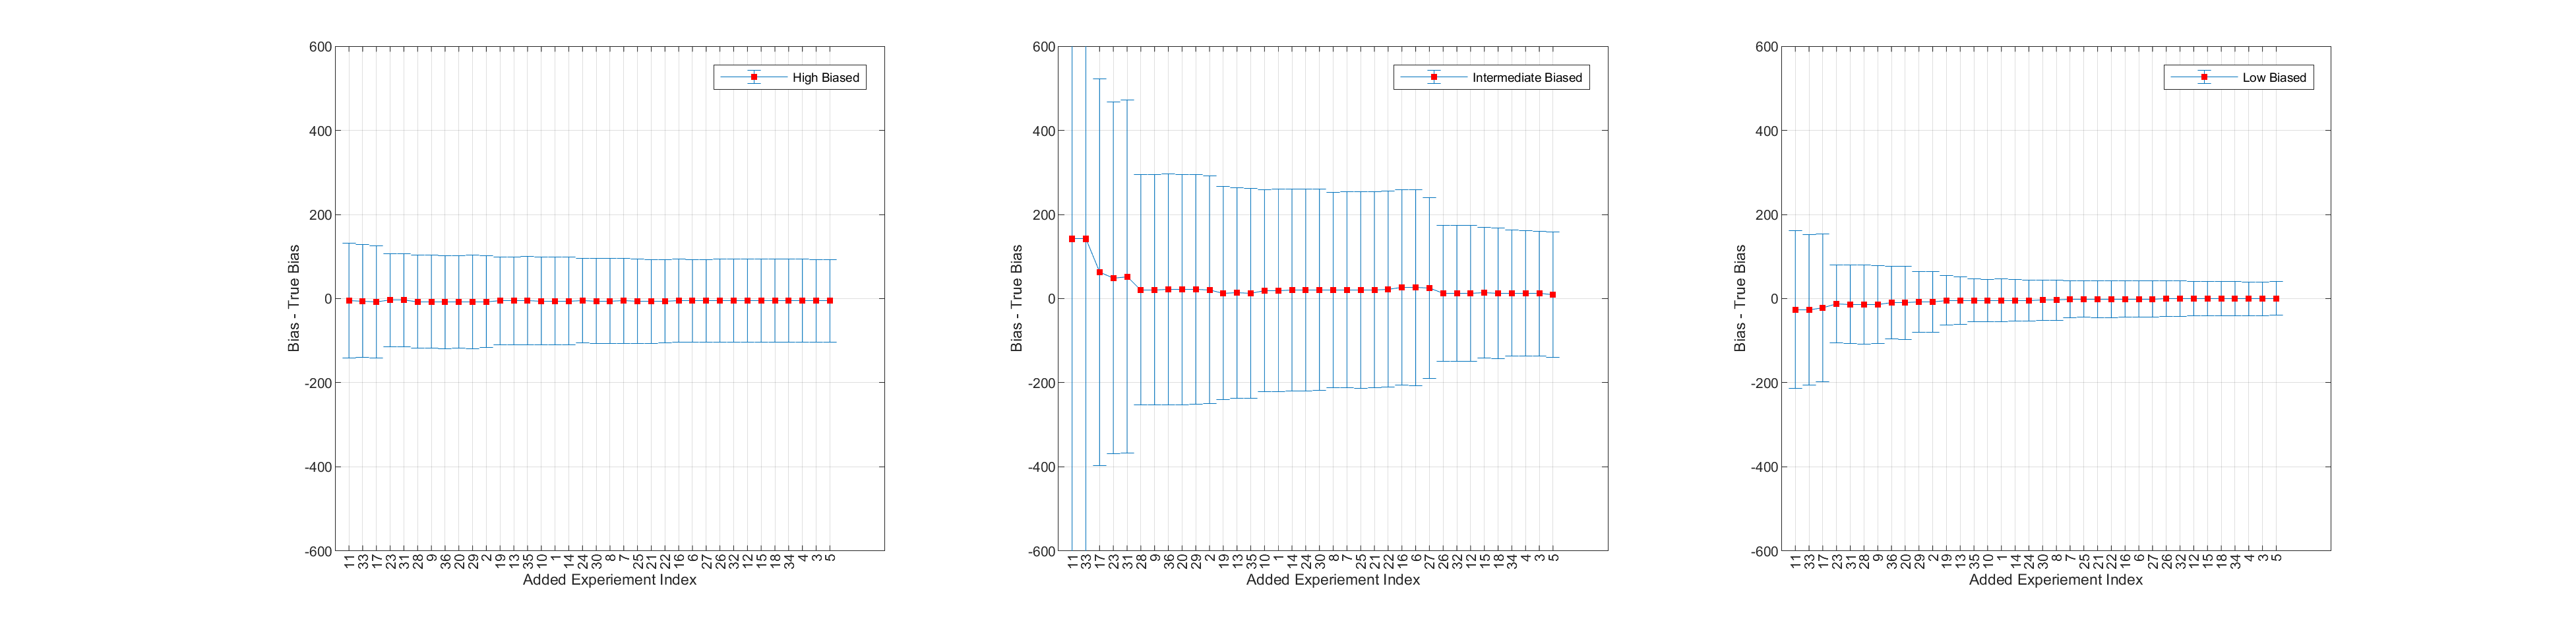 600
400
200
0
-200
-400
-600
Bias - True Bias
High Biased
11 33 17 23 31 28 9 36 20 29 2 19 13 35 10 1 14 24 30 8 7 25 21 22 16 6 27 26 32 12 15 18 34 4 3 5
Added Experiement Index
600
400
200
0
-200
-400
-600
Bias - True Bias
Intermediate Biased
11 33 17 23 31 28 9 36 20 29 2 19 13 35 10 1 14 24 30 8 7 25 21 22 16 6 27 26 32 12 15 18 34 4 3 5
Added Experiement Index
600
400
200
0
-200
-400
-600
Bias - True Bias
Low Biased
11 33 17 23 31 28 9 36 20 29 2 19 13 35 10 1 14 24 30 8 7 25 21 22 16 6 27 26 32 12 15 18 34 4 3 5
Added Experiement Index